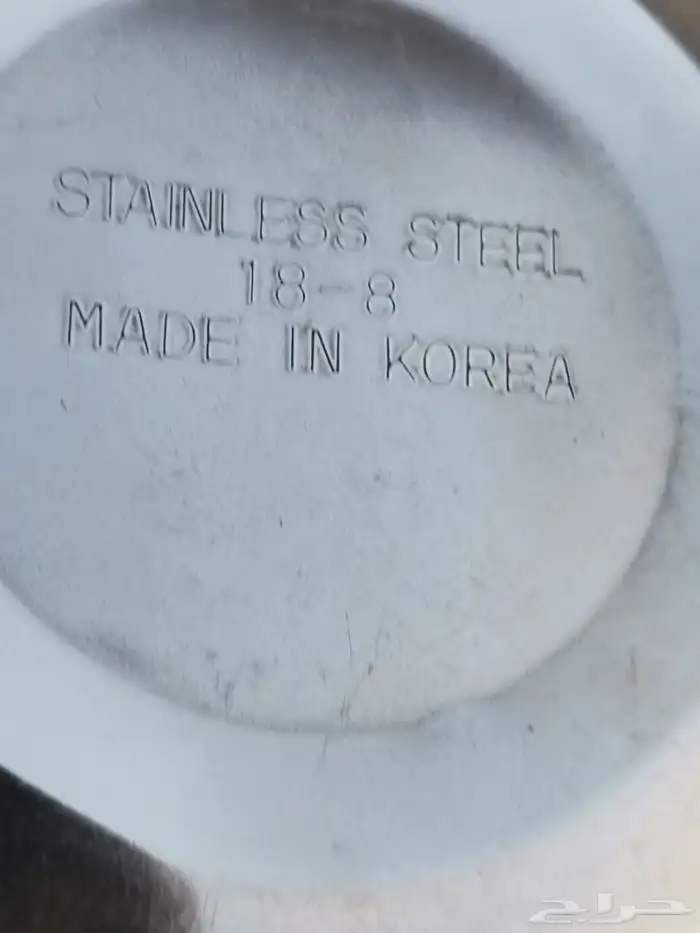 STAINLESS STEEL
18-8
MADE IN KOREA
حراج